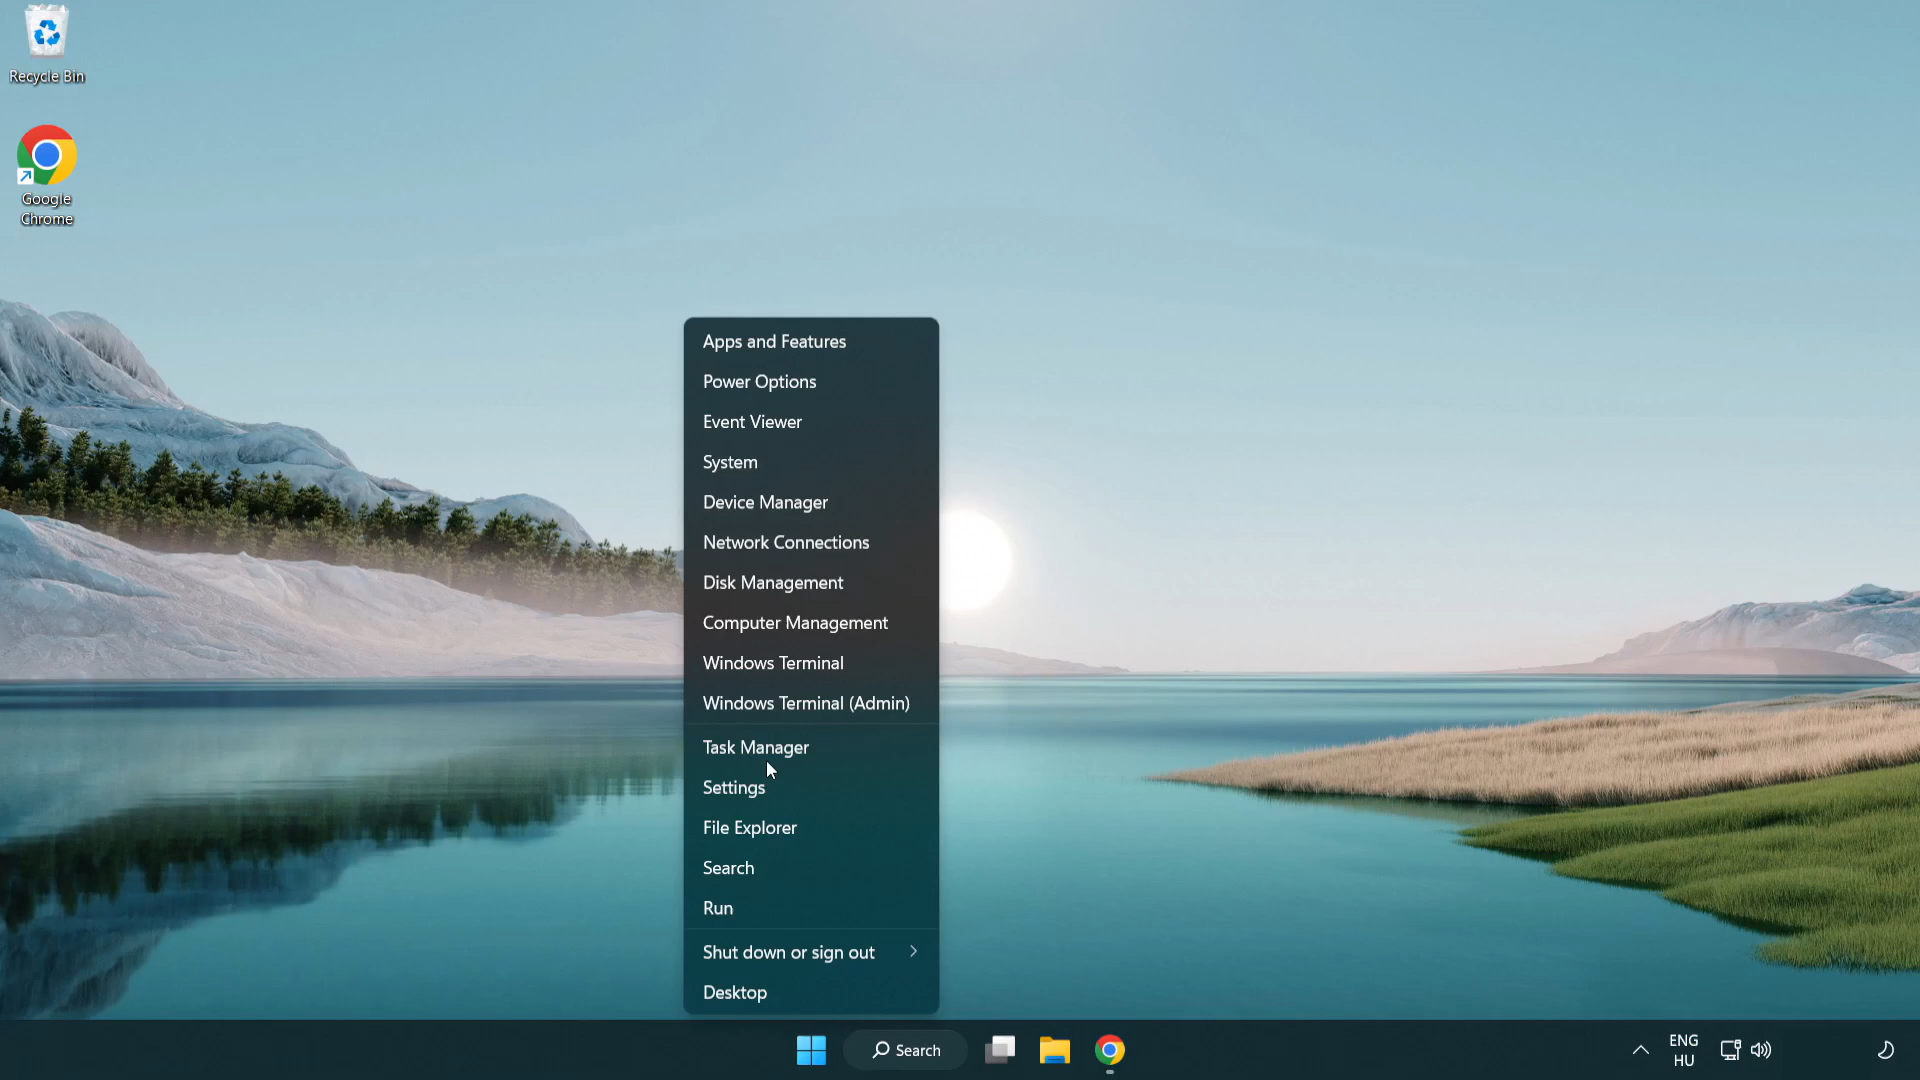 Recycle Bin
Google
Chrome
Apps and Features
Power Options
Event Viewer
System
Device Manager
Network Connections
Disk Management
Computer Management
Windows Terminal
Windows Terminal (Admin)
Task Manager
Settings
File Explorer
Search
Run
Shut down or sign out
Desktop
Search
ENG
HU